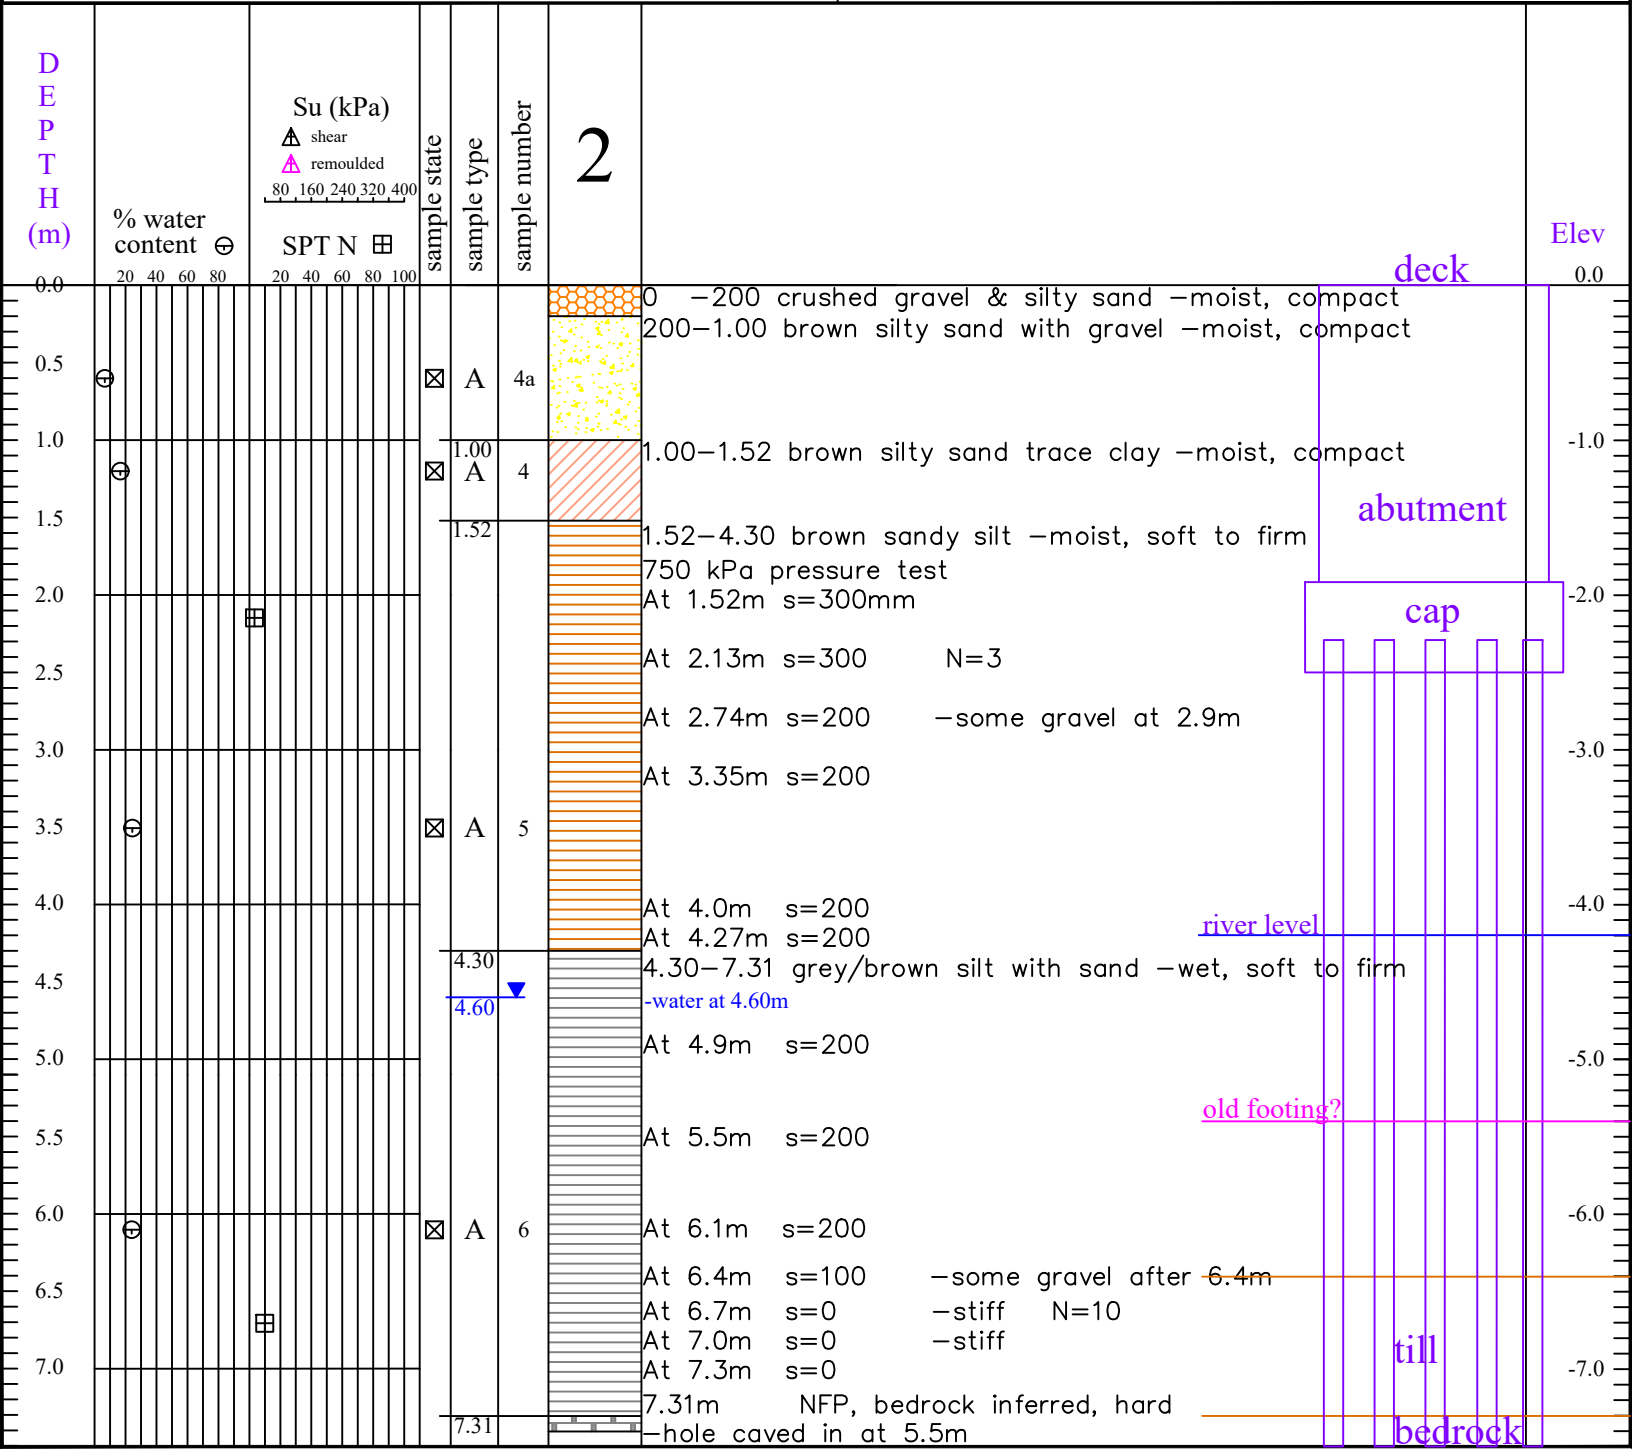 DEPTH (m)
% water
content
20 40 60 80
Su (kPa)
shear
remoulded
80 160 240 320 400
SPT N
20 40 60 80 100
sample state
sample type
sample number
2
Elev
deck
0.0
0.0
0 -200 crushed gravel & silty sand -moist, compact
200-1.00 brown silty sand with gravel -moist, compact
0.5
A 4a
1.0
1.00
1.00-1.52 brown silty sand trace clay -moist, compact
-1.0
A 4
abutment
1.5
1.52
1.52-4.30 brown sandy silt -moist, soft to firm
750 kPa pressure test
At 1.52m s=300mm
2.0
-2.0
cap
At 2.13m s=300 N=3
2.5
At 2.74m s=200 -some gravel at 2.9m
3.0
-3.0
At 3.35m s=200
3.5
A 5
4.0
At 4.0m s=200
-4.0
river level
At 4.27m s=200
4.30
4.30-7.31 grey/brown silt with sand -wet, soft to firm
4.5
4.60
-water at 4.60m
At 4.9m s=200
5.0
-5.0
old footing?
5.5
At 5.5m s=200
6.0
-6.0
A 6
At 6.1m s=200
At 6.4m s=100 -some gravel after 6.4m
6.5
At 6.7m s=0 -stiff N=10
At 7.0m s=0 -stiff
till
7.0
At 7.3m s=0
-7.0
7.31m NFP, bedrock inferred, hard
7.31
-hole caved in at 5.5m
bedrock